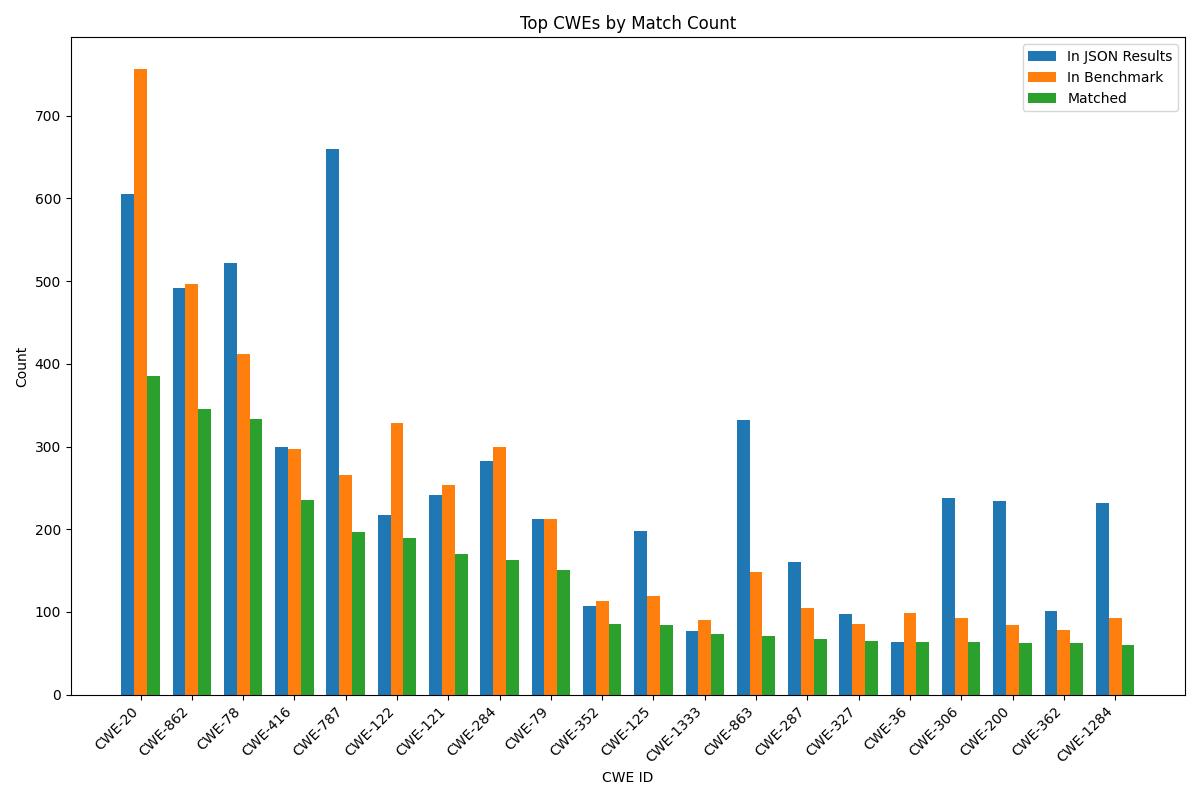 Top CWEs by Match Count
In JSON Results
In Benchmark
Matched
Count
700
600
500
400
300
200
100
0
CWE-20
CWE-862
CWE-78
CWE-416
CWE-787
CWE-122
CWE-121
CWE-284
CWE-79
CWE-352
CWE-125
CWE-1333
CWE-863
CWE-287
CWE-327
CWE-36
CWE-306
CWE-200
CWE-362
CWE-1284
CWE ID